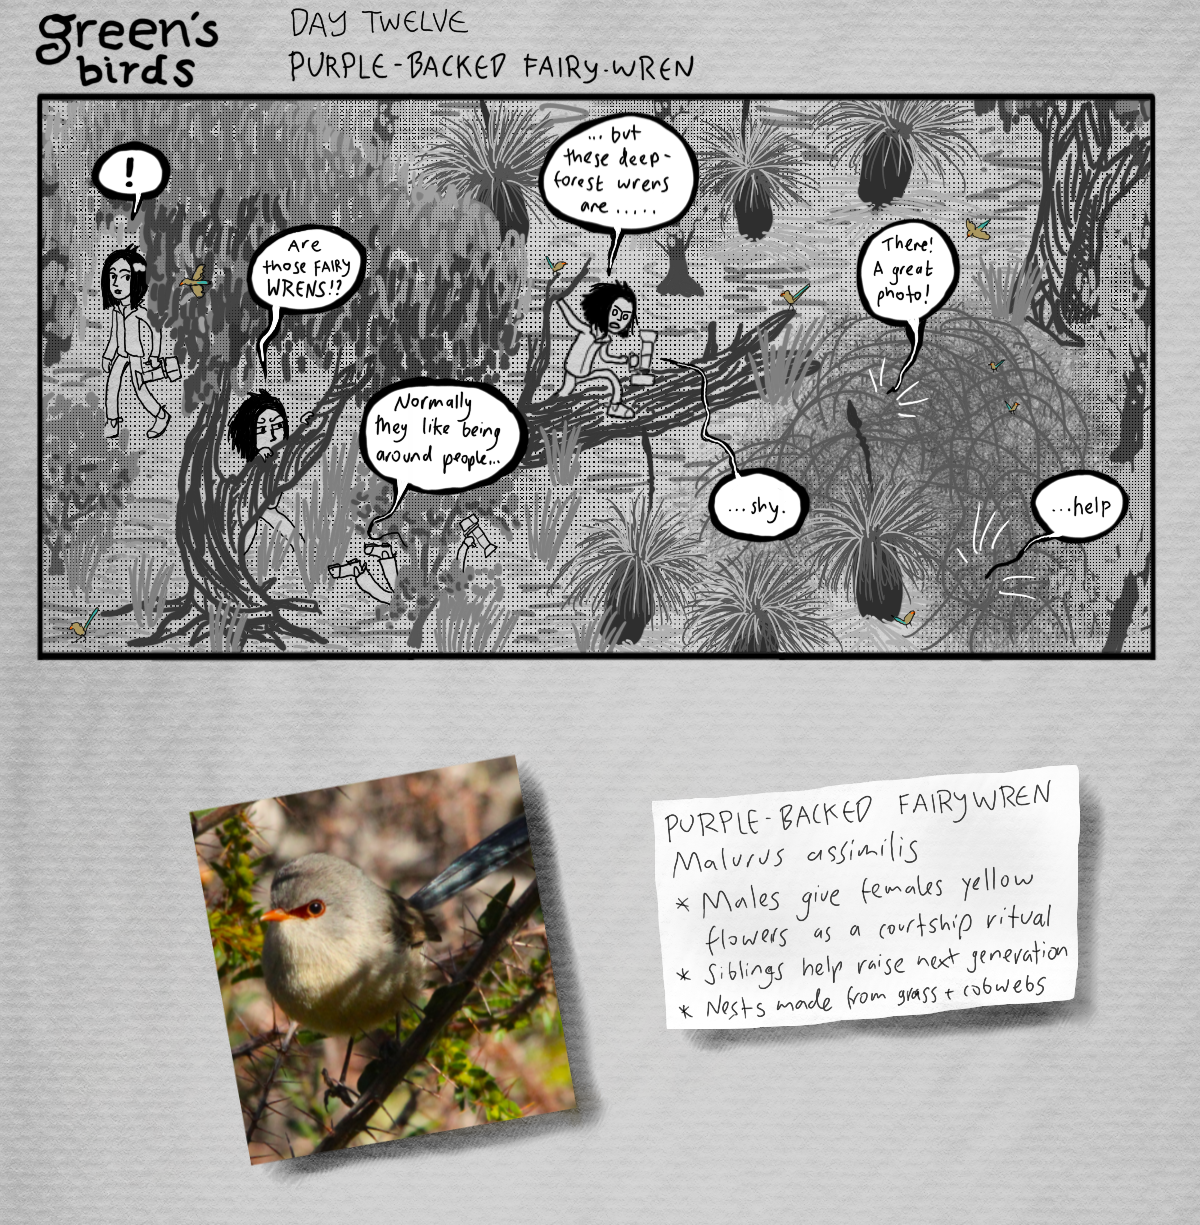 green's
birds
DAY TWELVE
PURPLE-BACKED FAIRY-WREN
!
Are
those FAIRY
WRENS!?
Normally
they like being
around people...
... but
these deep-
forest wrens
are .....
...shy.
There!
A great
photo!
...help
PURPLE-BACKED FAIRYWREN
Malurus assimilis
* Males give females yellow
flowers as a courtship ritual
* Siblings help raise next generation
* Nests made from grass + cobwebs